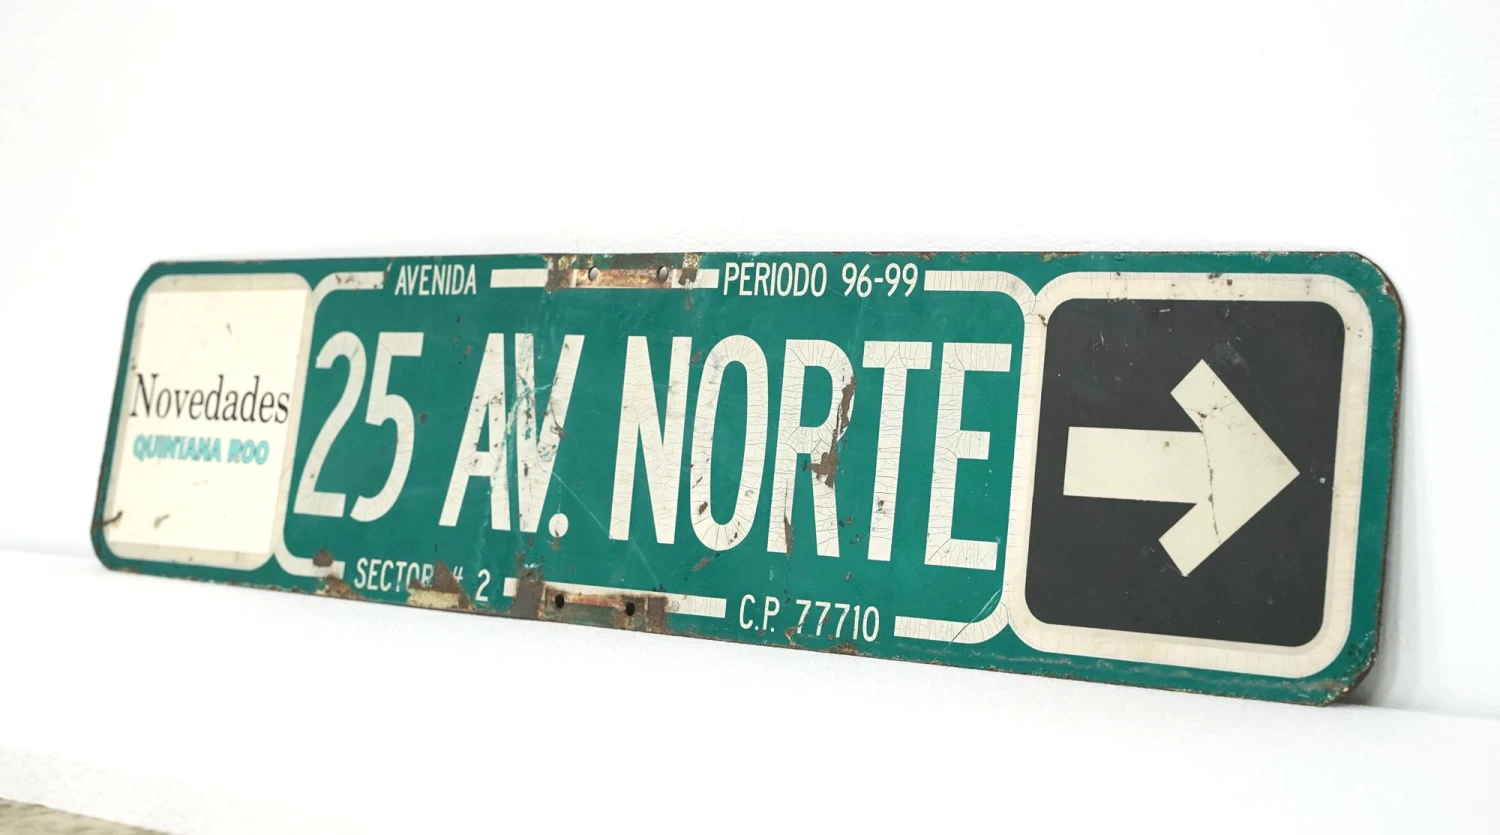 AVENIDA PERIODO 96-99
Novedades
QUINTANA ROO
25 AV. NORTE
SECTOR # 2 C.P. 77710